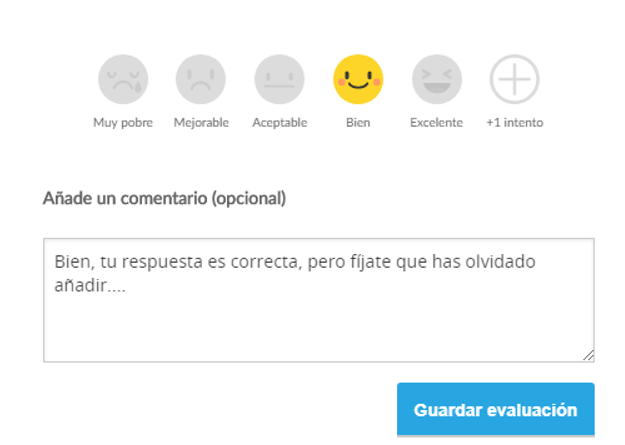 Muy pobre Mejorable Aceptable Bien Excelente +1 intento
Añade un comentario (opcional)
Bien, tu respuesta es correcta, pero fíjate que has olvidado
añadir....
Guardar evaluación